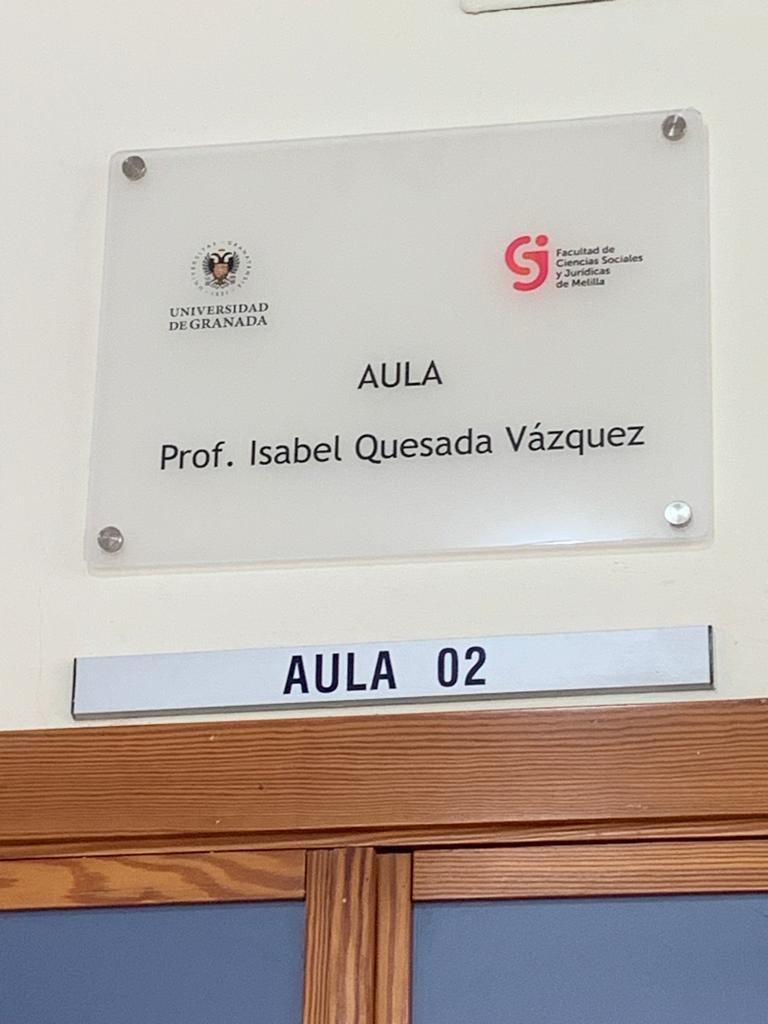 UNIVERSIDAD
DE GRANADA
Facultad de
Ciencias Sociales
y Jurídicas
de Melilla
AULA
Prof. Isabel Quesada Vázquez
AULA 02